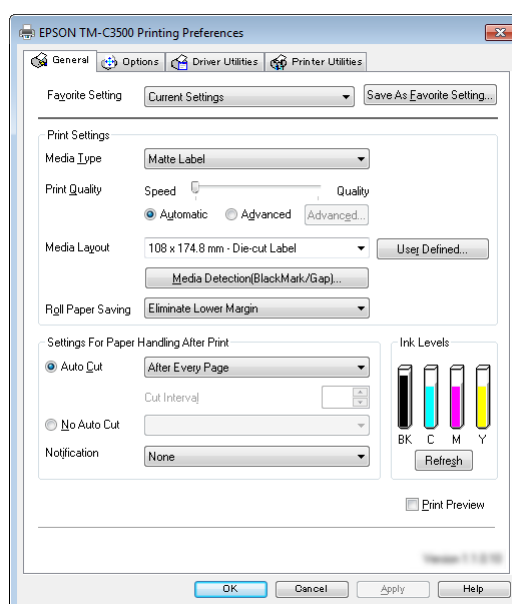 EPSON TM-C3500 Printing Preferences
General Options Driver Utilities Printer Utilities
Favorite Setting Current Settings Save As Favorite Setting...
Print Settings
Media Type Matte Label
Print Quality Speed Quality
Automatic Advanced Advanced...
Media Layout 108 x 174.8 mm - Die-cut Label User Defined...
Media Detection(BlackMark/Gap)...
Roll Paper Saving Eliminate Lower Margin
Settings For Paper Handling After Print Ink Levels
Auto Cut After Every Page
Cut Interval
No Auto Cut
BK C M Y
Notification None Refresh
Print Preview
OK Cancel Apply Help